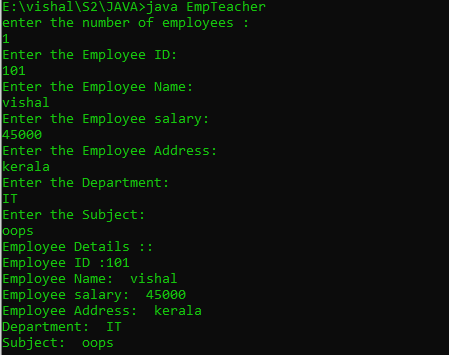 E:\vishal\S2\JAVA>java EmpTeacher
enter the number of employees :
1
Enter the Employee ID:
101
Enter the Employee Name:
vishal
Enter the Employee salary:
45000
Enter the Employee Address:
kerala
Enter the Department:
IT
Enter the Subject:
oops
Employee Details ::
Employee ID :101
Employee Name:  vishal
Employee salary:  45000
Employee Address:  kerala
Department:  IT
Subject:  oops